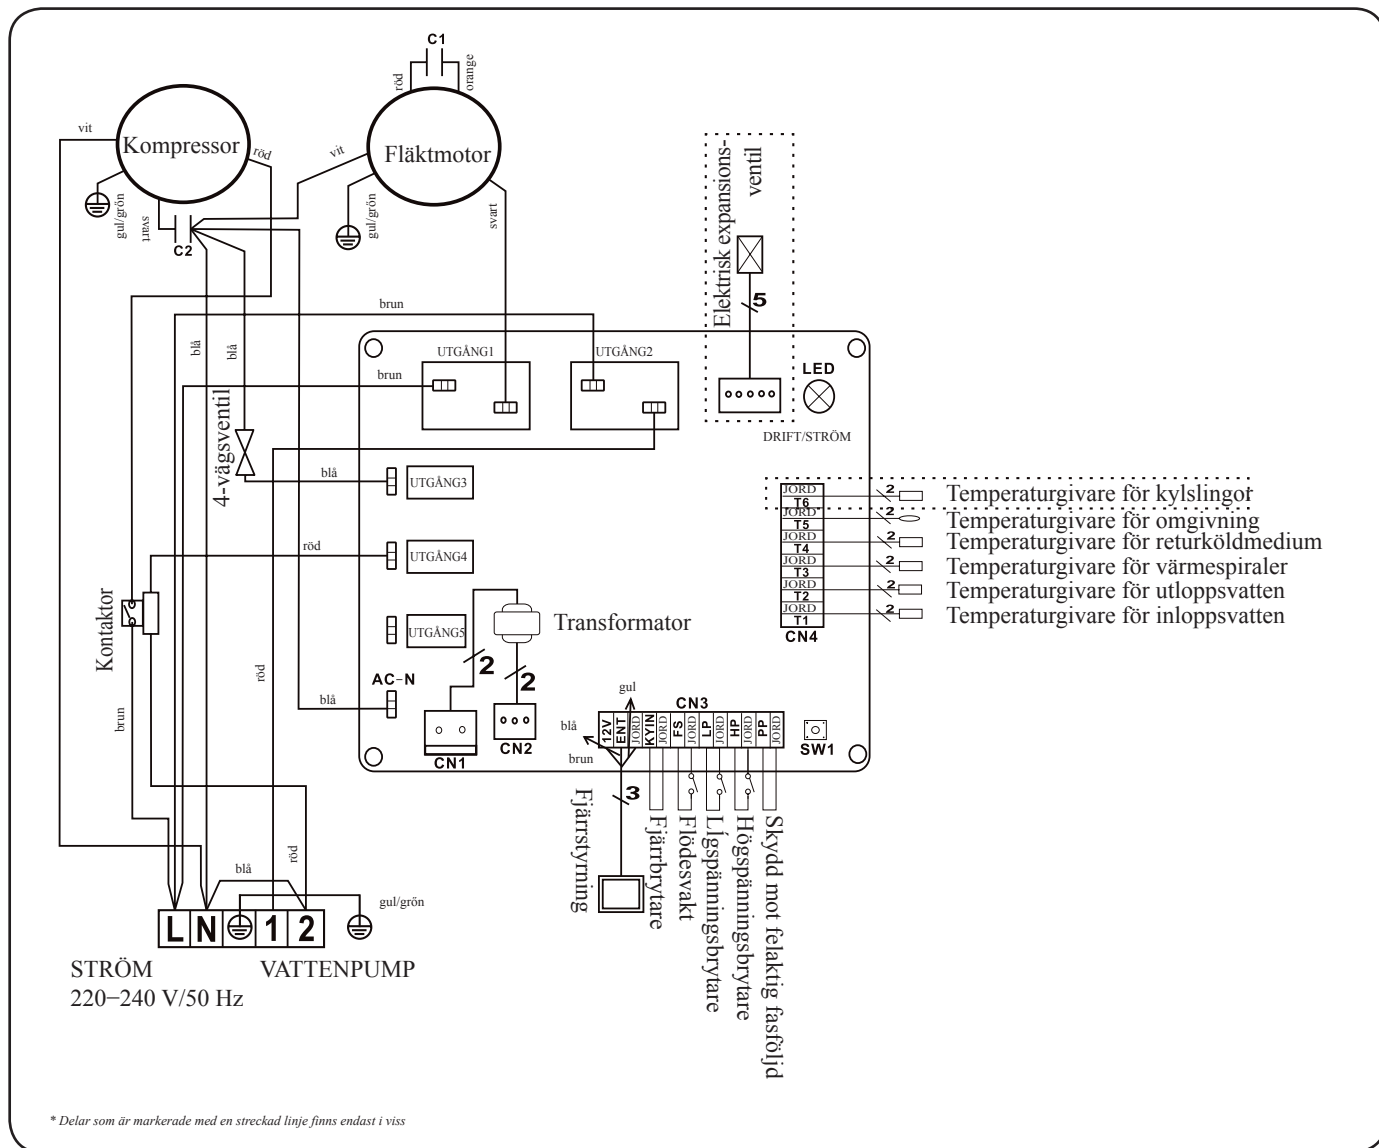 C1
röd
orange
vit
Kompressor
röd
vit
Fläktmotor
gul/grön
svart
C2
gul/grön
svart
Elektrisk expansions-
ventil
5
brun
blå
blå
UTGÅNG1
UTGÅNG2
LED
brun
DRIFT/STRÖM
4-vägsventil
blå
UTGÅNG3
röd
UTGÅNG4
Kontaktor
UTGÅNG5
Transformator
2
2
röd
AC-N
blå
CN1
CN2
brun
JORD
T6
2
Temperaturgivare för kylslingor
JORD
T5
2
Temperaturgivare för omgivning
JORD
T4
2
Temperaturgivare för returköldmedium
JORD
T3
2
Temperaturgivare för värmespiraler
JORD
T2
2
Temperaturgivare för utloppsvatten
JORD
T1
2
Temperaturgivare för inloppsvatten
CN4
gul
CN3
blå
brun
12V
ENT
JORD
KYIN
JORD
FS
JORD
LP
JORD
HP
JORD
PP
JORD
SW1
3
Fjärrstyrning
Fjärrbrytare
Flödesvakt
LÍgspänningsbrytare
Högspänningsbrytare
Skydd mot felaktig fasföljd
blå
röd
gul/grön
L N 1 2
STRÖM
220−240 V/50 Hz
VATTENPUMP
* Delar som är markerade med en streckad linje finns endast i viss